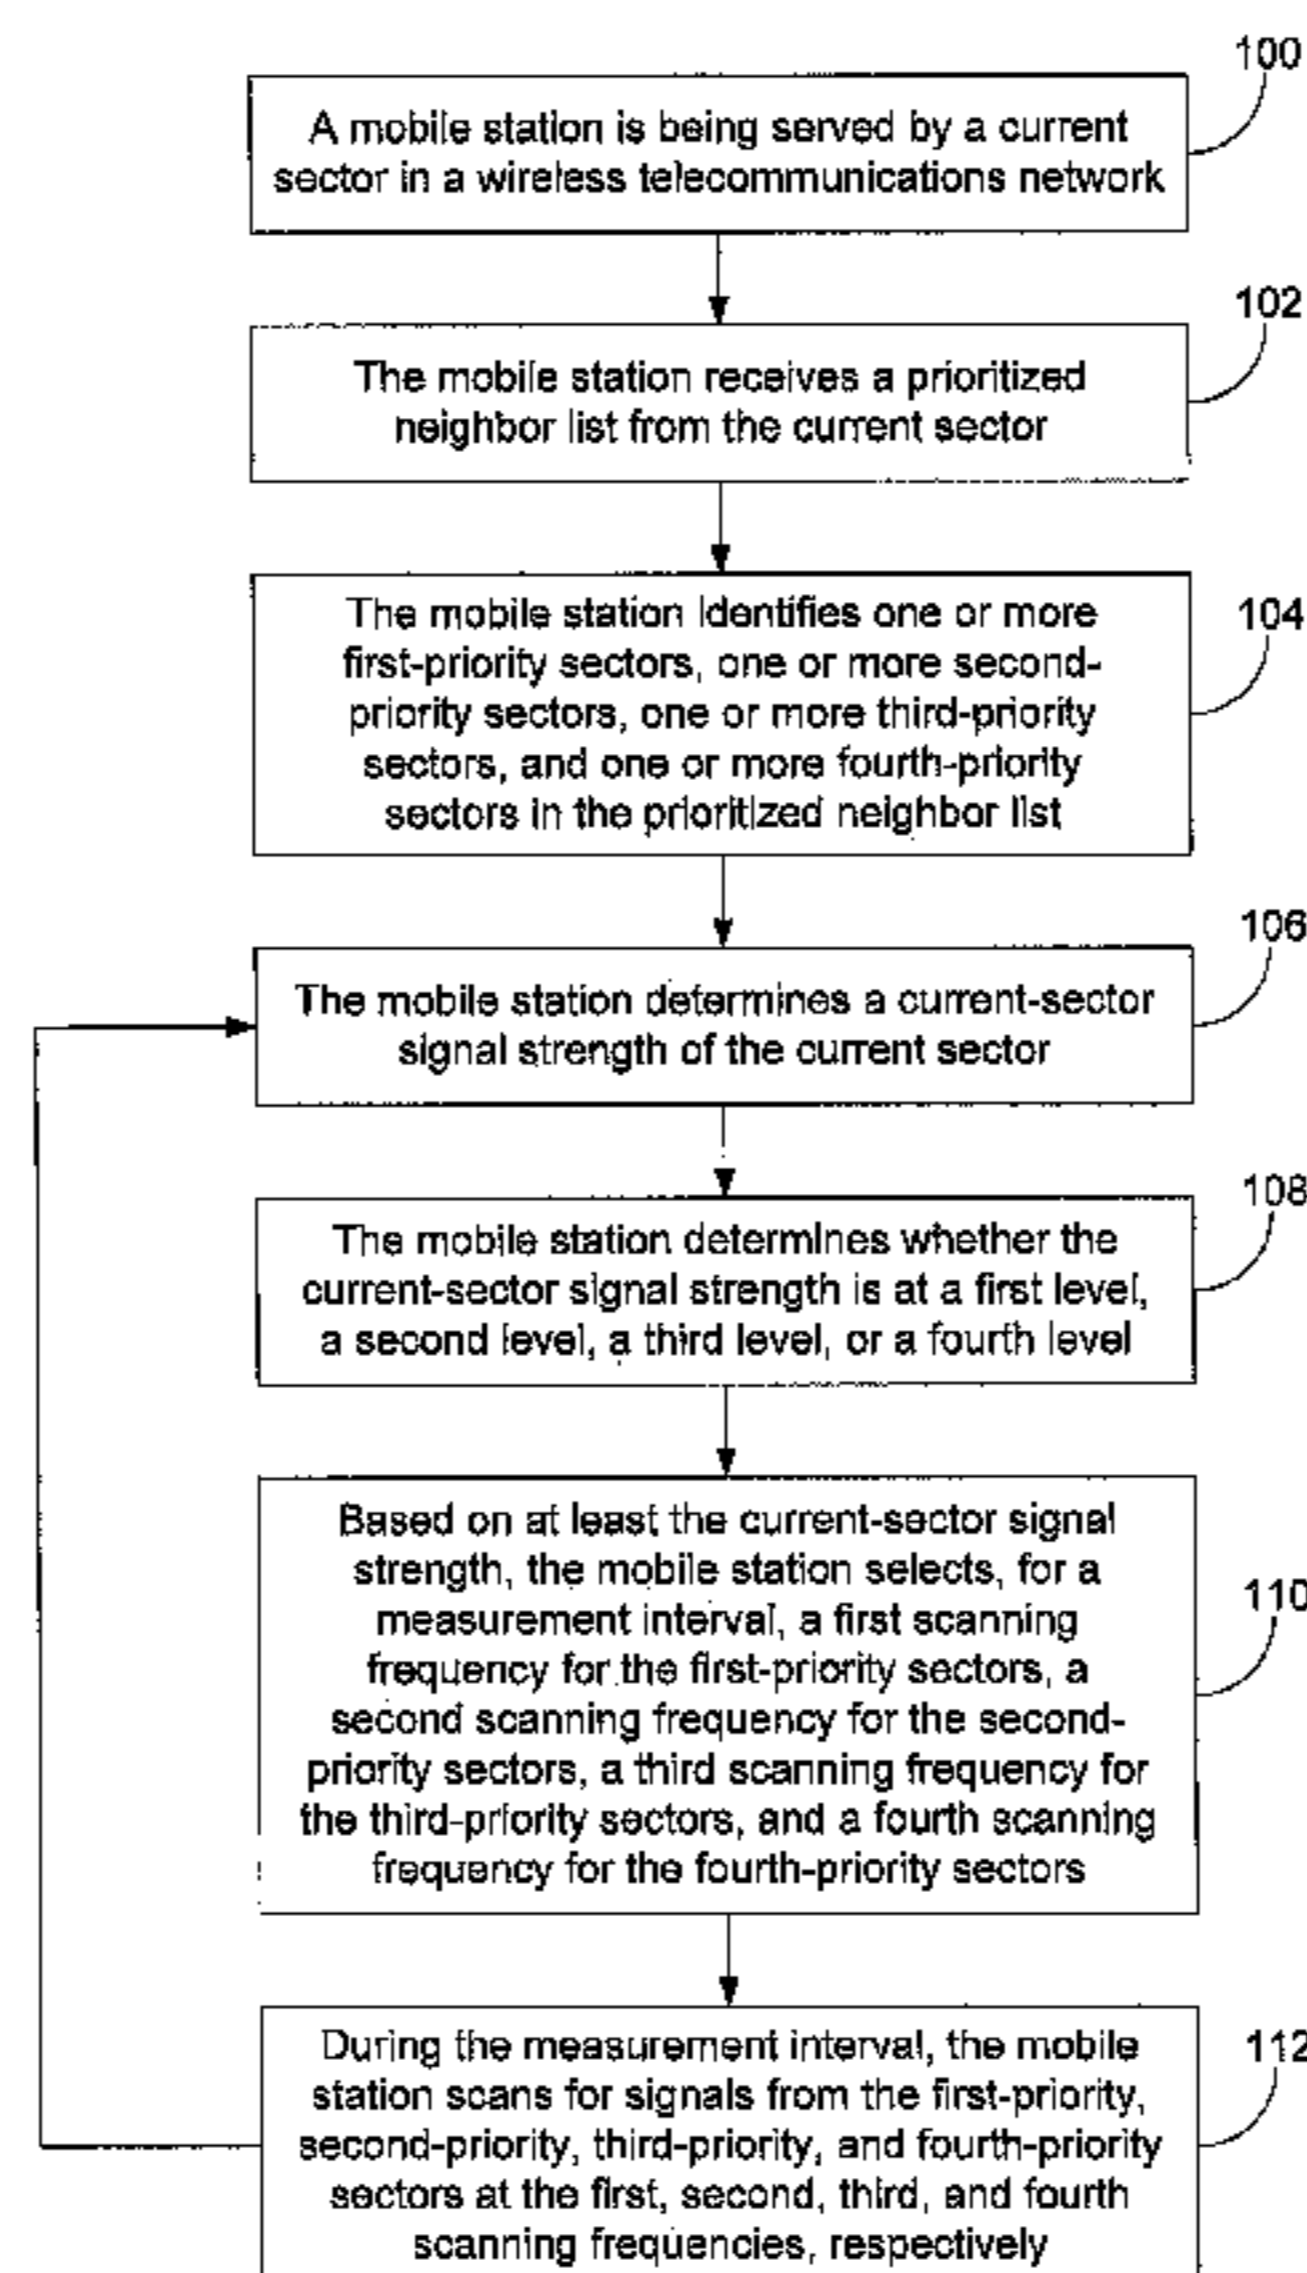 100
A mobile station is being served by a current
sector in a wireless telecommunications network
102
The mobile station receives a prioritized
neighbor list from the current sector
104
The mobile station identifies one or more
first-priority sectors, one or more second-
priority sectors, one or more third-priority
sectors, and one or more fourth-priority
sectors in the prioritized neighbor list
106
The mobile station determines a current-sector
signal strength of the current sector
108
The mobile station determines whether the
current-sector signal strength is at a first level,
a second level, a third level, or a fourth level
110
Based on at least the current-sector signal
strength, the mobile station selects, for a
measurement interval, a first scanning
frequency for the first-priority sectors, a
second scanning frequency for the second-
priority sectors, a third scanning frequency for
the third-priority sectors, and a fourth scanning
frequency for the fourth-priority sectors
112
During the measurement interval, the mobile
station scans for signals from the first-priority,
second-priority, third-priority, and fourth-priority
sectors at the first, second, third, and fourth
scanning frequencies, respectively